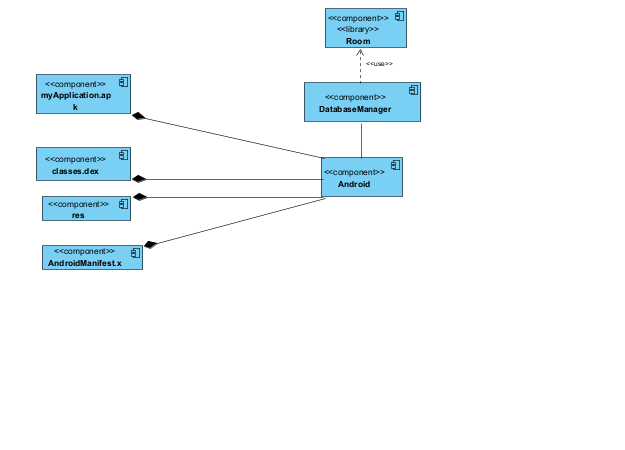 <<component>>
<<library>>
Room
<<use>>
<<component>>
myApplication.ap
k
<<component>>
DatabaseManager
<<component>>
classes.dex
<<component>>
Android
<<component>>
res
<<component>>
AndroidManifest.x